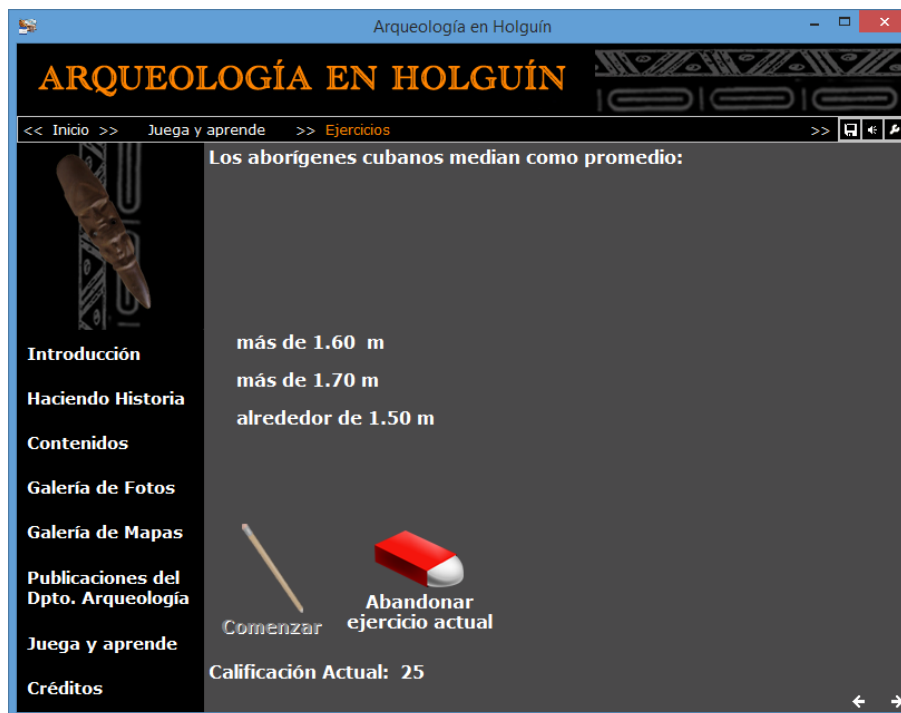 Arqueología en Holguín
ARQUEOLOGÍA EN HOLGUÍN
<< Inicio >> Juega y aprende >> Ejercicios >>
Los aborígenes cubanos median como promedio:
más de 1.60 m
más de 1.70 m
alrededor de 1.50 m
Introducción
Haciendo Historia
Contenidos
Galería de Fotos
Galería de Mapas
Publicaciones del
Dpto. Arqueología
Juega y aprende
Créditos
Comenzar
Abandonar
ejercicio actual
Calificación Actual: 25